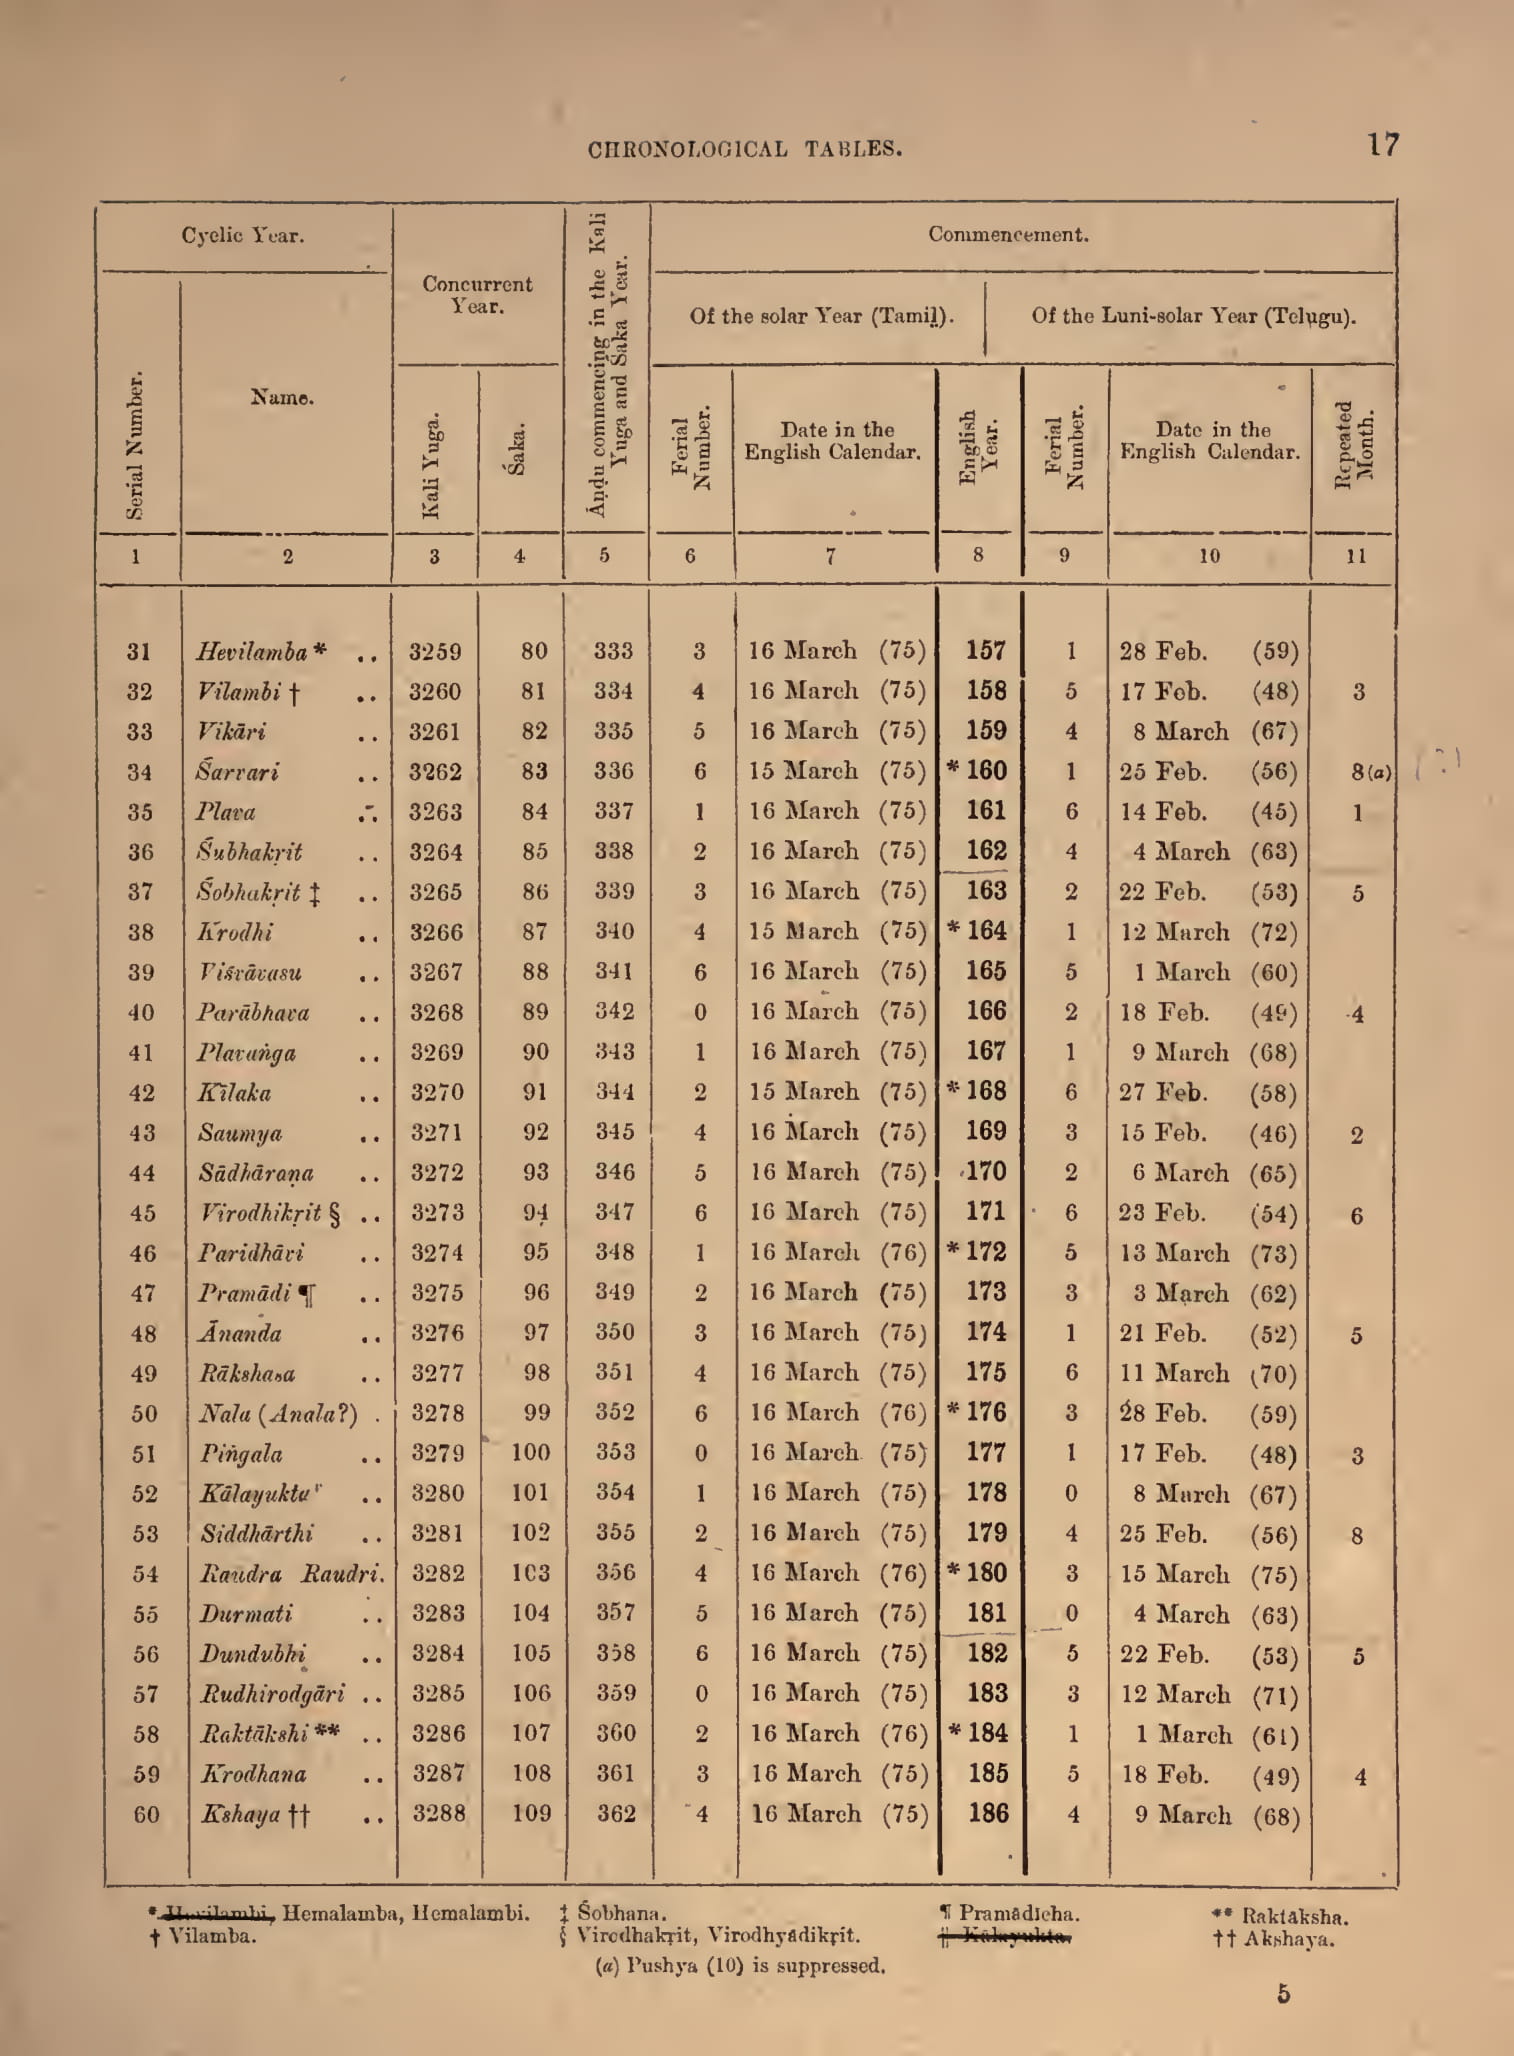 CHRONOLOGICAL TABLES. 17
Cyclic Year.
Concurrent Year.
Āṇḍu commencing in the Kali Yuga and Saka Year.
Commencement.
Of the solar Year (Tamiḻ).
Of the Luni-solar Year (Telugu).
Serial Number.
Name.
Kali Yuga.
Śaka.
Ferial Number.
Date in the English Calendar.
English Year.
Ferial Number.
Date in the English Calendar.
Repeated Month.
1 2 3 4 5 6 7 8 9 10 11
31 Hevilamba * .. 3259 80 333 3 16 March (75) 157 1 28 Feb. (59)
32 Vilambi † .. 3260 81 334 4 16 March (75) 158 5 17 Feb. (48) 3
33 Vikāri .. 3261 82 335 5 16 March (75) 159 4 8 March (67)
34 Śarvari .. 3262 83 336 6 15 March (75) * 160 1 25 Feb. (56) 8 (a)
35 Plava .. 3263 84 337 1 16 March (75) 161 6 14 Feb. (45) 1
36 Śubhakṛit .. 3264 85 338 2 16 March (75) 162 4 4 March (63)
37 Śobhakṛit ‡ .. 3265 86 339 3 16 March (75) 163 2 22 Feb. (53) 5
38 Krodhi .. 3266 87 340 4 15 March (75) * 164 1 12 March (72)
39 Viśvāvasu .. 3267 88 341 6 16 March (75) 165 5 1 March (60)
40 Parābhava .. 3268 89 342 0 16 March (75) 166 2 18 Feb. (49) 4
41 Plavaṅga .. 3269 90 343 1 16 March (75) 167 1 9 March (68)
42 Kīlaka .. 3270 91 344 2 15 March (75) * 168 6 27 Feb. (58)
43 Saumya .. 3271 92 345 4 16 March (75) 169 3 15 Feb. (46) 2
44 Sādhāraṇa .. 3272 93 346 5 16 March (75) 170 2 6 March (65)
45 Virodhikṛit § .. 3273 94 347 6 16 March (75) 171 6 23 Feb. (54) 6
46 Paridhāvi .. 3274 95 348 1 16 March (76) * 172 5 13 March (73)
47 Pramādi ¶ .. 3275 96 349 2 16 March (75) 173 3 3 March (62)
48 Ānanda .. 3276 97 350 3 16 March (75) 174 1 21 Feb. (52) 5
49 Rākshasa .. 3277 98 351 4 16 March (75) 175 6 11 March (70)
50 Nala (Anala?) . 3278 99 352 6 16 March (76) * 176 3 28 Feb. (59)
51 Piṅgala .. 3279 100 353 0 16 March (75) 177 1 17 Feb. (48) 3
52 Kālayukta .. 3280 101 354 1 16 March (75) 178 0 8 March (67)
53 Siddhārthi .. 3281 102 355 2 16 March (75) 179 4 25 Feb. (56) 8
54 Raudra Raudri. 3282 103 356 4 16 March (76) * 180 3 15 March (75)
55 Durmati .. 3283 104 357 5 16 March (75) 181 0 4 March (63)
56 Dundubhi .. 3284 105 358 6 16 March (75) 182 5 22 Feb. (53) 5
57 Rudhirodgāri .. 3285 106 359 0 16 March (75) 183 3 12 March (71)
58 Raktākshi ** .. 3286 107 360 2 16 March (76) * 184 1 1 March (61)
59 Krodhana .. 3287 108 361 3 16 March (75) 185 5 18 Feb. (49) 4
60 Kshaya †† .. 3288 109 362 4 16 March (75) 186 4 9 March (68)
* Hevilambi, Hemalamba, Hemalambi. ‡ Śobhana. ¶ Pramādicha. ** Raktāksha.
† Vilamba. § Virodhakṛit, Virodhyādikṛit. || Kālayukta. †† Akshaya.
(a) Pushya (10) is suppressed.
5